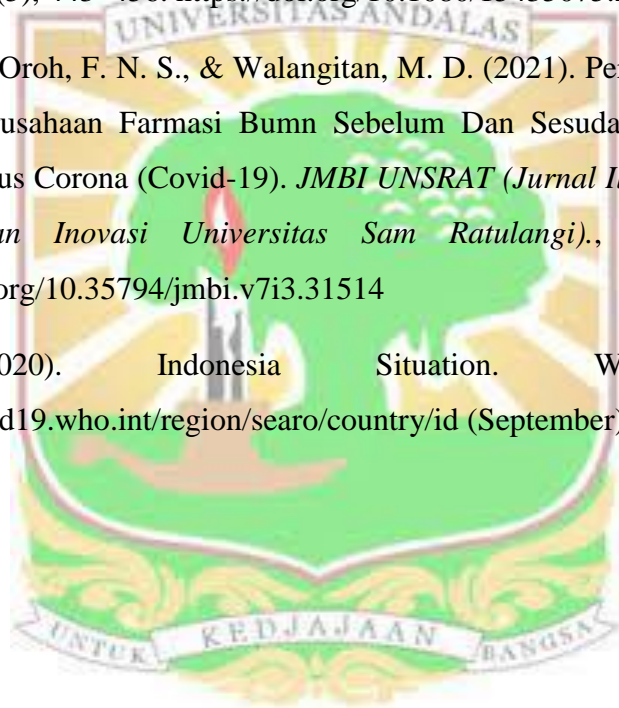 UNIVERSITAS ANDALAS
Oroh, F. N. S., & Walangitan, M. D. (2021).
usahaan Farmasi Bumn Sebelum Dan Sesuda
us Corona (Covid-19). JMBI UNSRAT (Jurnal
an Inovasi Universitas Sam Ratulangi).,
org/10.35794/jmbi.v7i3.31514
020). Indonesia Situation. W
d19.who.int/region/searo/country/id (September)
UNTUK KEDJAJAAN BANGSA